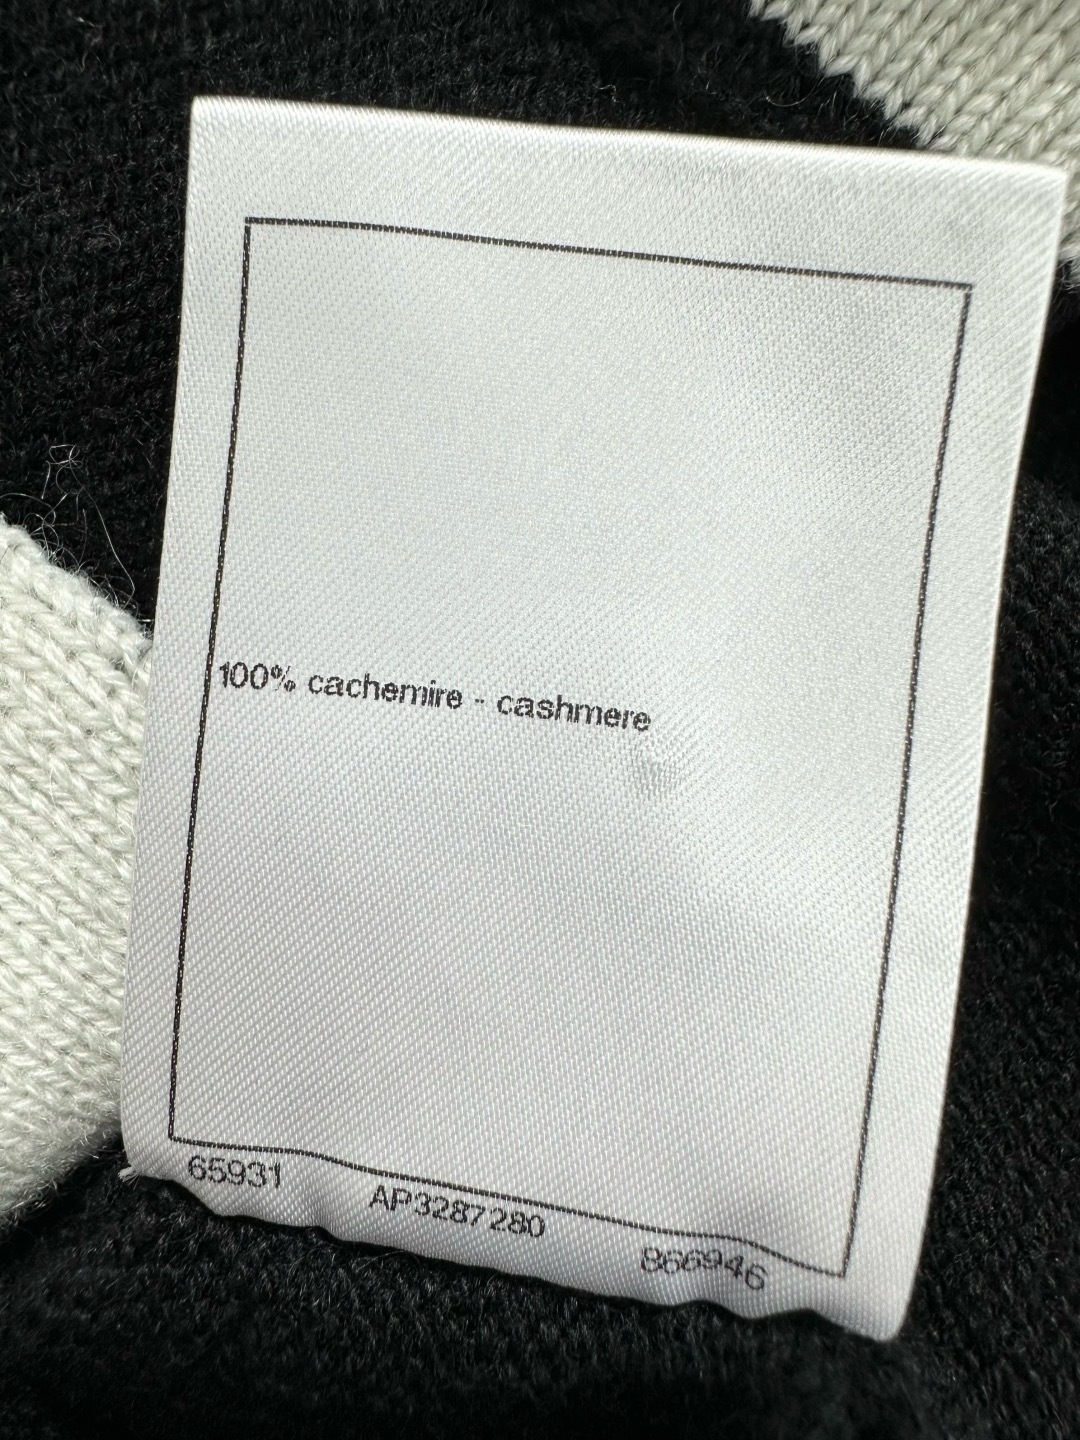 100% cachemire - cashmere
65931 AP3287280 866946